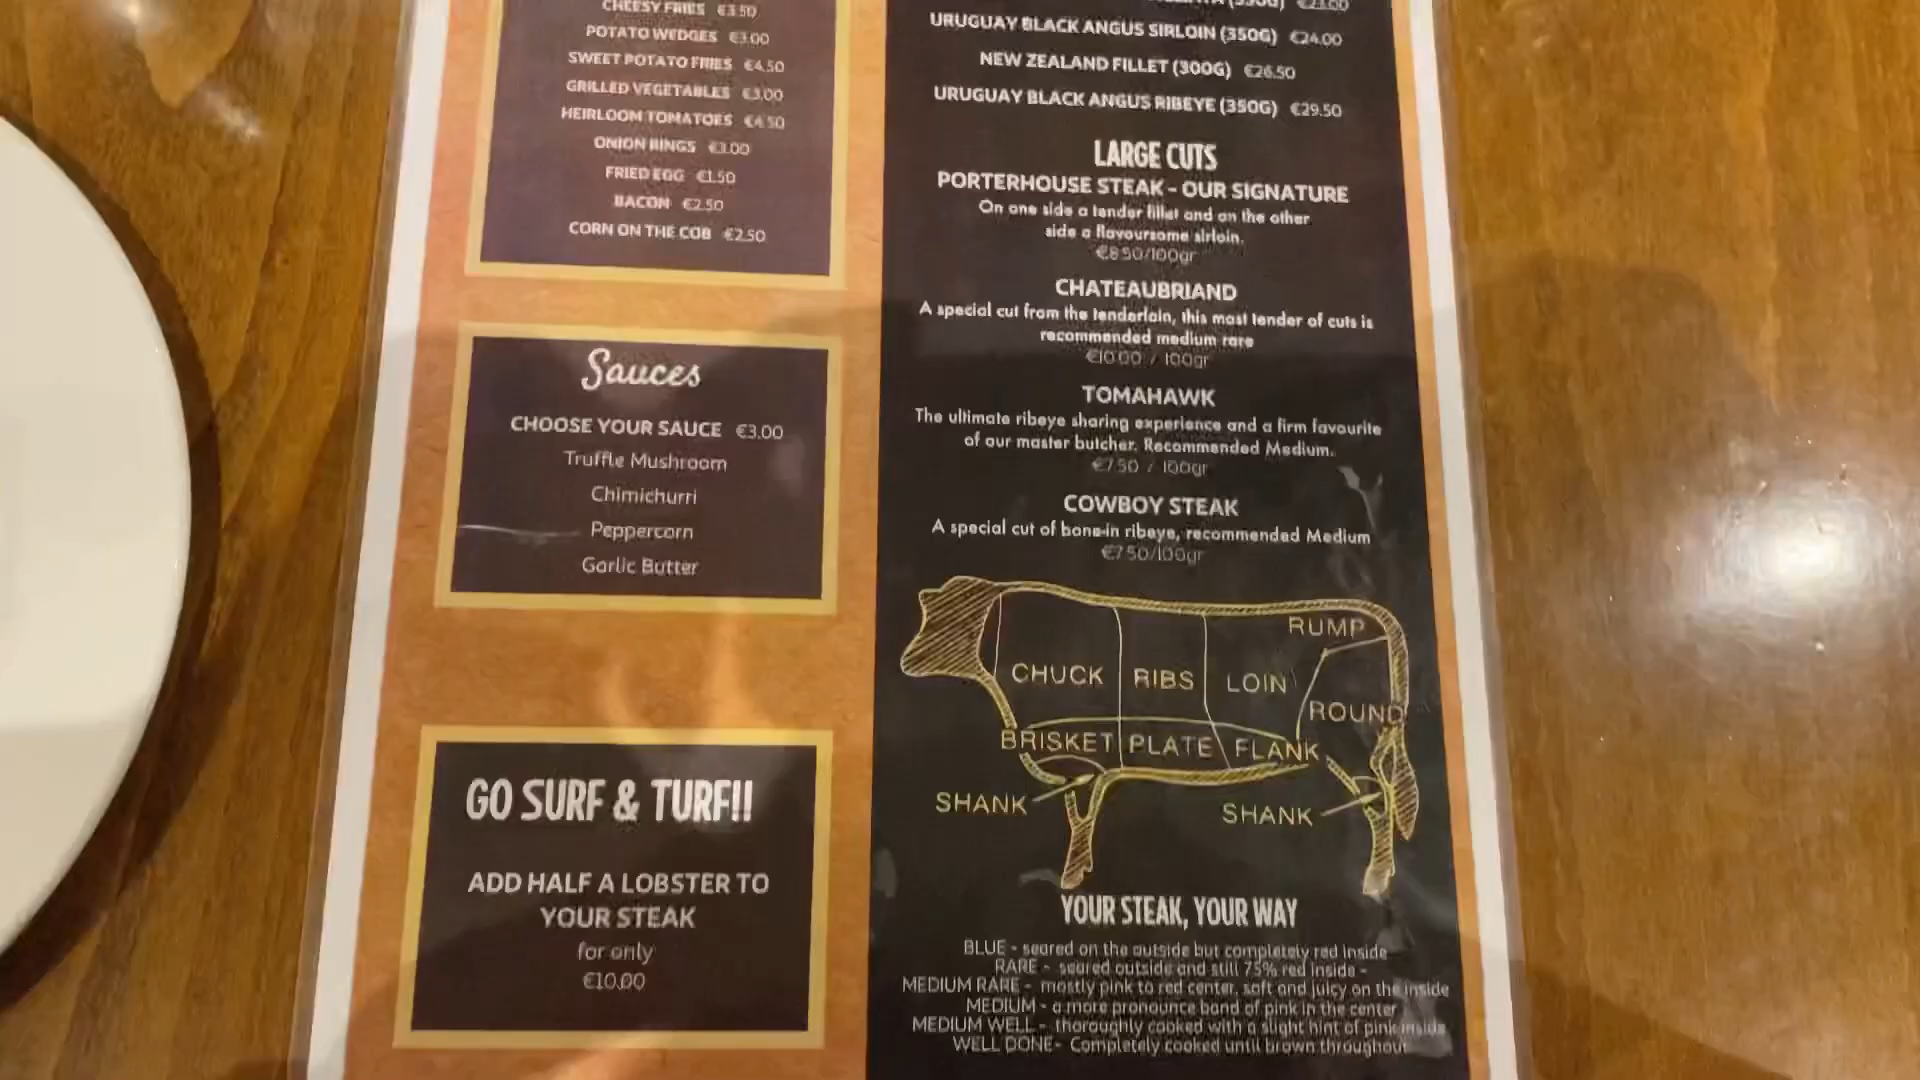 CHEESY FRIES €3.50
POTATO WEDGES €3.00
SWEET POTATO FRIES €4.50
GRILLED VEGETABLES €3.00
HEIRLOOM TOMATOES €4.50
ONION RINGS €3.00
FRIED EGG €1.50
BACON €2.50
CORN ON THE COB €2.50
Sauces
CHOOSE YOUR SAUCE €3.00
Truffle Mushroom
Chimichurri
Peppercorn
Garlic Butter
GO SURF & TURF!!
ADD HALF A LOBSTER TO
YOUR STEAK
for only
€10.00
€23.00
URUGUAY BLACK ANGUS SIRLOIN (350G) €24.00
NEW ZEALAND FILLET (300G) €26.50
URUGUAY BLACK ANGUS RIBEYE (350G) €29.50
LARGE CUTS
PORTERHOUSE STEAK - OUR SIGNATURE
On one side a tender fillet and on the other
side a flavoursome sirloin.
€8.50/100gr
CHATEAUBRIAND
A special cut from the tenderloin, this most tender of cuts is
recommended medium rare
€10.00 / 100gr
TOMAHAWK
The ultimate ribeye sharing experience and a firm favourite
of our master butcher. Recommended Medium.
€7.50 / 100gr
COWBOY STEAK
A special cut of bone-in ribeye, recommended Medium
€7.50/100gr
RUMP
CHUCK RIBS LOIN
ROUND
BRISKET PLATE FLANK
SHANK SHANK
YOUR STEAK, YOUR WAY
BLUE - seared on the outside but completely red inside
RARE - seared outside and still 75% red inside -
MEDIUM RARE - mostly pink to red center, soft and juicy on the inside
MEDIUM - a more pronounce band of pink in the center
MEDIUM WELL - thoroughly cooked with a slight hint of pink inside
WELL DONE- Completely cooked until brown throughout